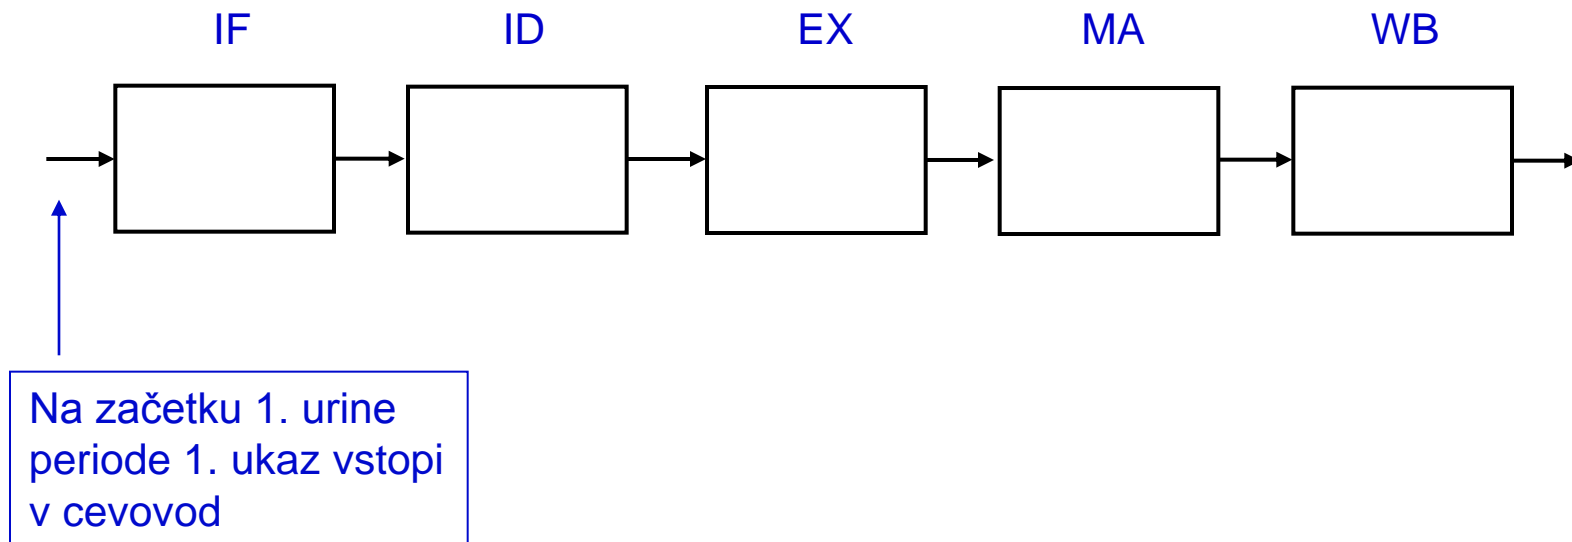 IF ID EX MA WB
Na začetku 1. urine
periode 1. ukaz vstopi
v cevovod